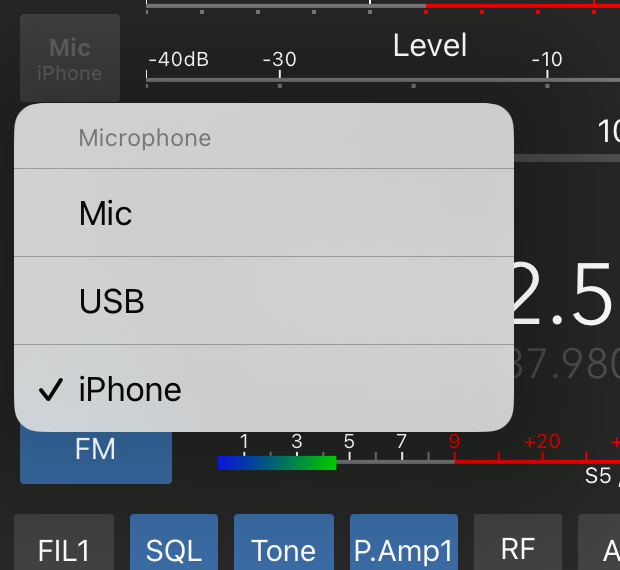 Mic
iPhone
Level
-40dB -30 -10
Microphone
10
Mic
USB
2.5
37.980
iPhone
FM
1 3 5 7 9 +20 +
S5 /
FIL1 SQL Tone P.Amp1 RF A